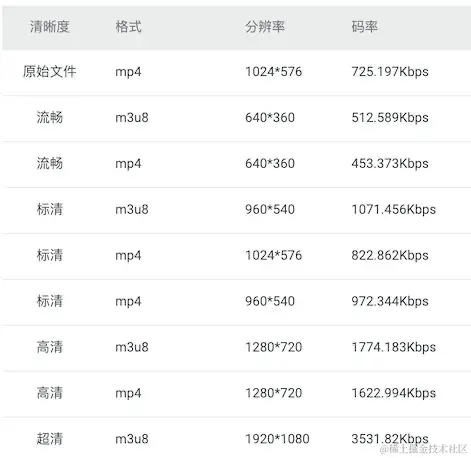 清晰度 格式 分辨率 码率
原始文件 mp4 1024*576 725.197Kbps
流畅 m3u8 640*360 512.589Kbps
流畅 mp4 640*360 453.373Kbps
标清 m3u8 960*540 1071.456Kbps
标清 mp4 1024*576 822.862Kbps
标清 mp4 960*540 972.344Kbps
高清 m3u8 1280*720 1774.183Kbps
高清 mp4 1280*720 1622.994Kbps
超清 m3u8 1920*1080 3531.82Kbps
@稀土掘金技术社区